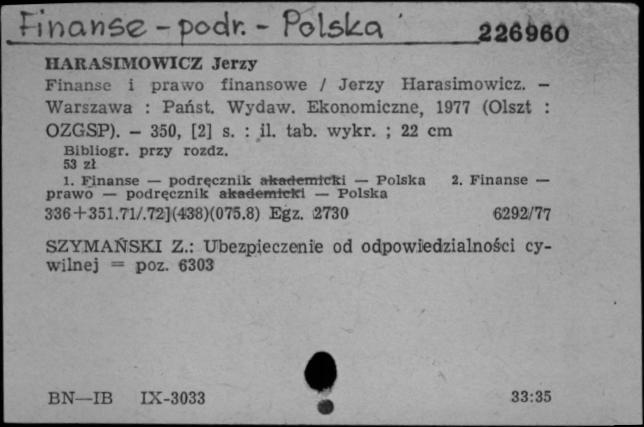 Finanse - podr. - Polska
226960
HARASIMOWICZ Jerzy
Finanse i prawo finansowe / Jerzy Harasimowicz. –
Warszawa : Państ. Wydaw. Ekonomiczne, 1977 (Olszt :
OZGSP). – 350, [2] s. : il. tab. wykr. ; 22 cm
Bibliogr. przy rozdz.
53 zł
1. Finanse — podręcznik akademicki — Polska 2. Finanse —
prawo — podręcznik akademicki — Polska
336+351.71/.72](438)(075.8) Egz. 2730 6292/77
SZYMAŃSKI Z.: Ubezpieczenie od odpowiedzialności cy-
wilnej = poz. 6303
BN—IB IX-3033 33:35